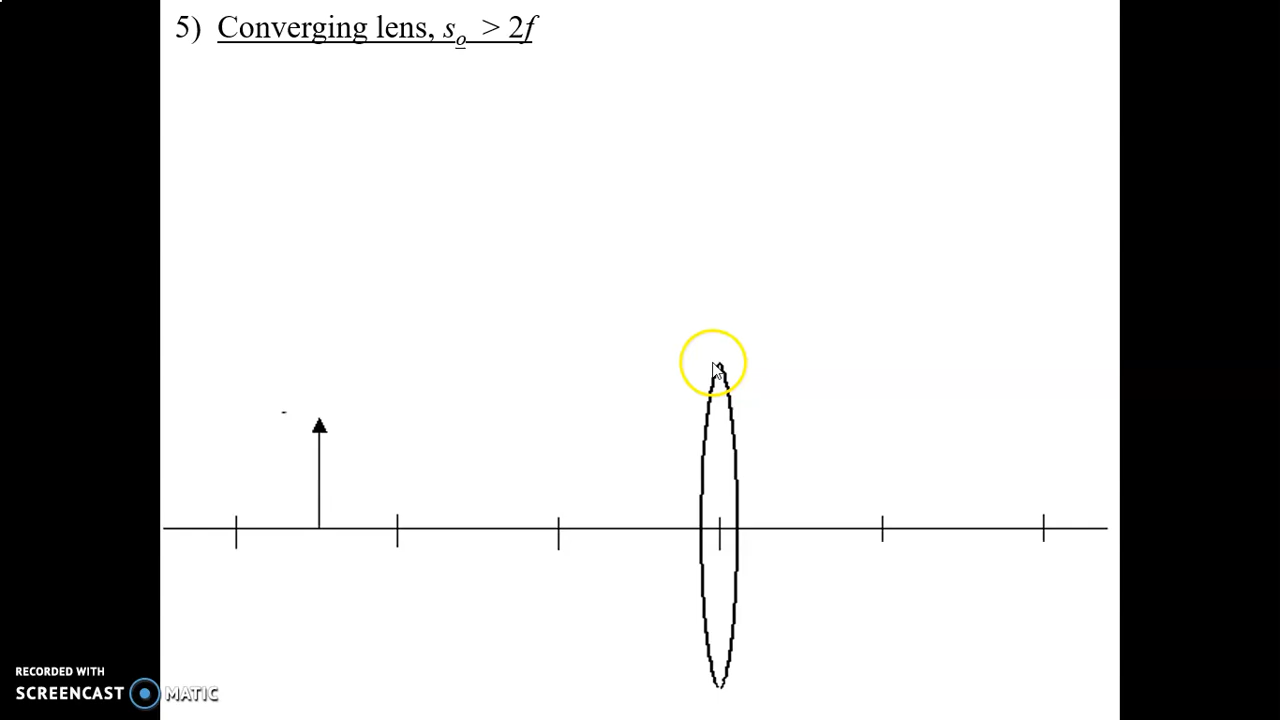 5) Converging lens, sₒ > 2f
RECORDED WITH
SCREENCAST MATIC